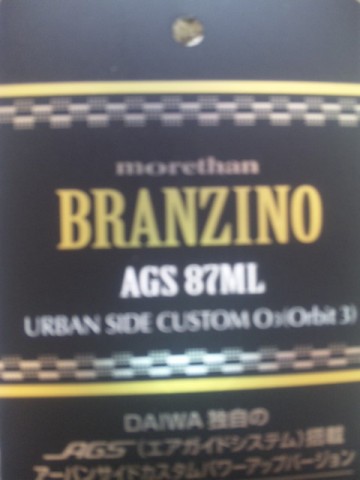 morethan
BRANZINO
AGS 87ML
URBAN SIDE CUSTOM O3(Orbit 3)
DAIWA 独自の
AGS (エアガイドシステム)搭載
アーバンサイドカスタムパワーアップバージョン